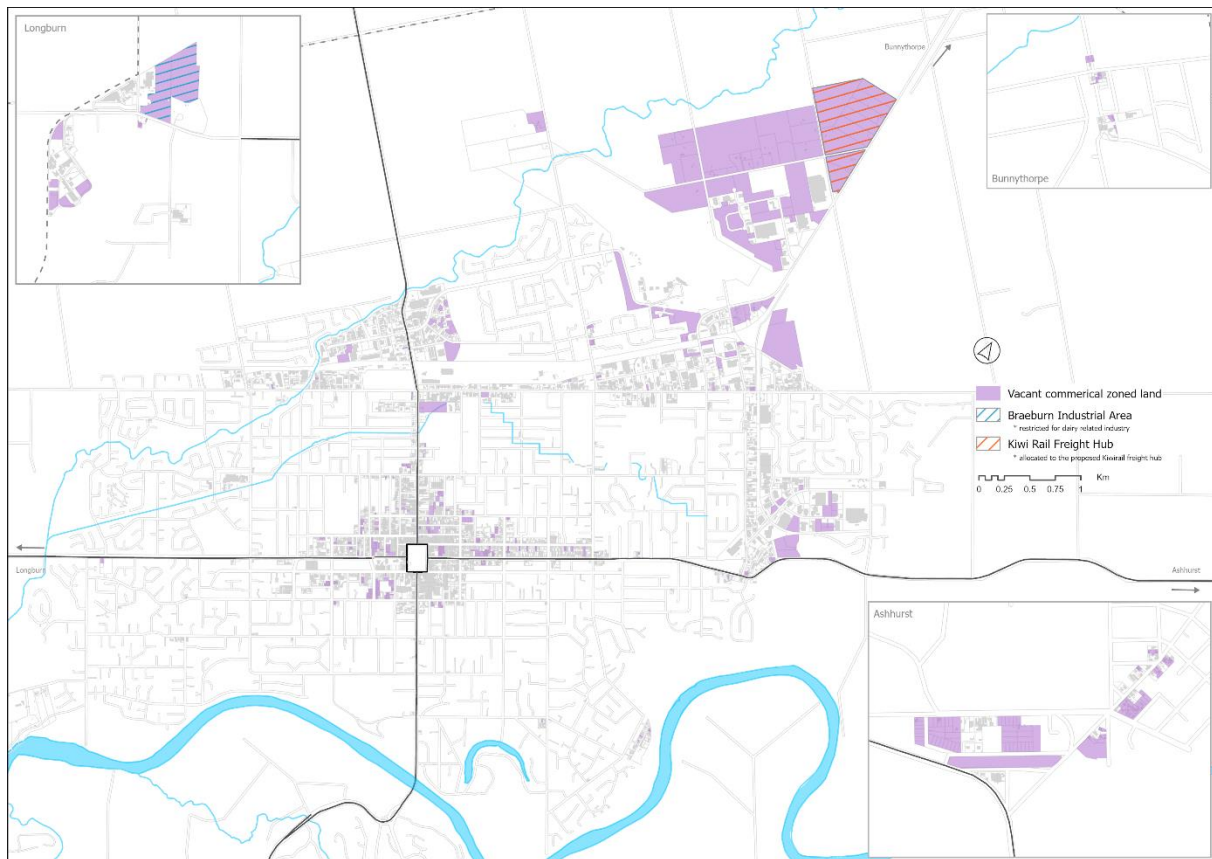 Longburn
Bunnythorpe
Bunnythorpe
Vacant commerical zoned land
Braeburn Industrial Area
* restricted for dairy related industry
Kiwi Rail Freight Hub
* allocated to the proposed Kiwirail freight hub
Km
0 0.25 0.5 0.75 1
Longburn
Ashhurst
Ashhurst